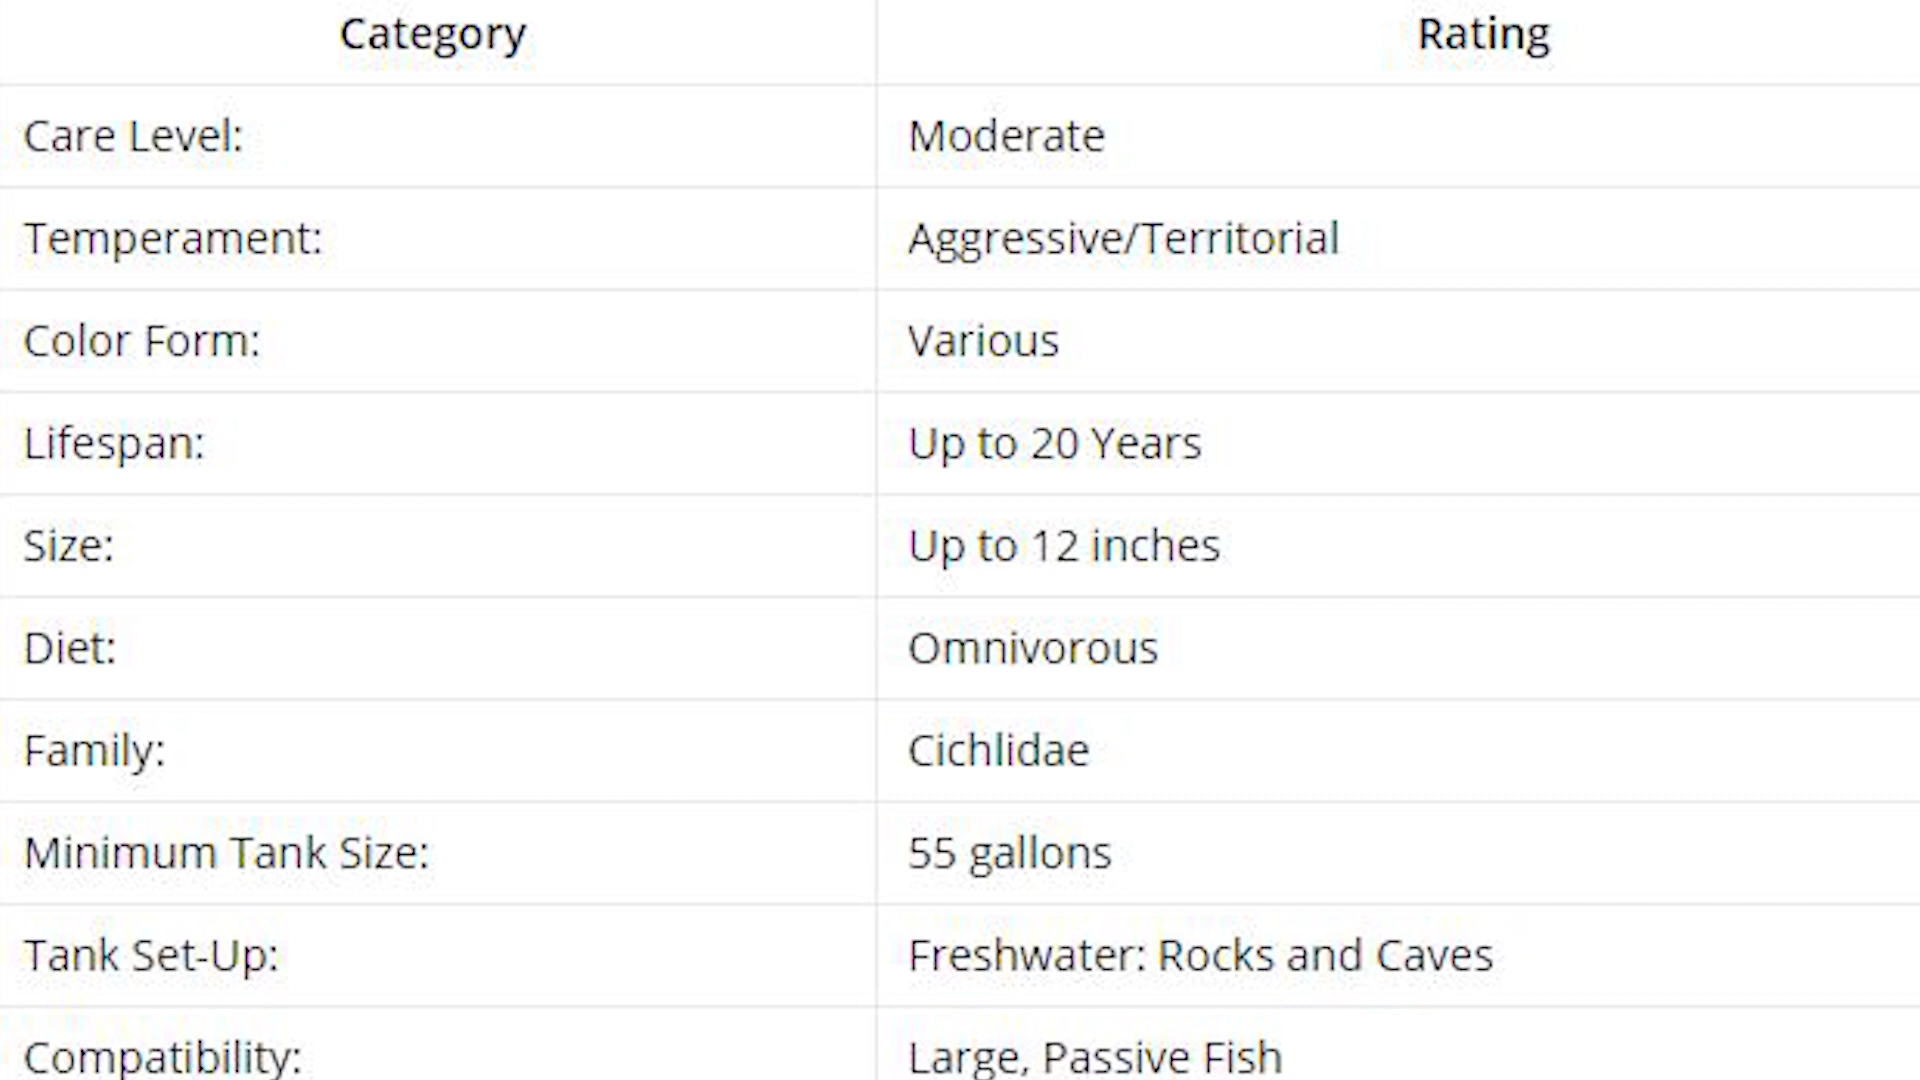 Category Rating
Care Level: Moderate
Temperament: Aggressive/Territorial
Color Form: Various
Lifespan: Up to 20 Years
Size: Up to 12 inches
Diet: Omnivorous
Family: Cichlidae
Minimum Tank Size: 55 gallons
Tank Set-Up: Freshwater: Rocks and Caves
Compatibility: Large, Passive Fish